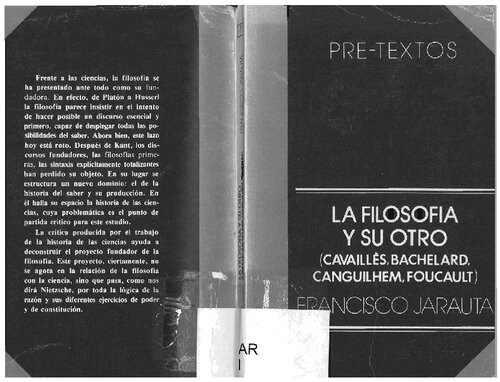 Frente a las ciencias, la filosofía se
ha presentado ante todo como su fun-
dadora. En efecto, de Platón a Husserl
la filosofía parece insistir en el intento
de hacer posible un discurso esencial y
primero, capaz de desplegar todas las po-
sibilidades del saber. Ahora bien, este lazo
hoy está roto. Después de Kant, los dis-
cursos fundadores, las filosofías prime-
ras, las sintaxis explícitamente totalizantes
han perdido su objeto. En su lugar se
estructura un nuevo dominio: el de la
historia del saber y su producción. En
él halla su espacio la historia de las cien-
cias, cuya problemática es el punto de
partida crítico para este estudio.
La crítica producida por el trabajo
de la historia de las ciencias ayuda a
deconstruir el proyecto fundador de la
filosofía. Este proyecto, ciertamente, no
se agota en la relación de la filosofía
con la ciencia, sino que pasa, como nos
dirá Nietzsche, por toda la lógica de la
razón y sus diferentes ejercicios de poder
y de constitución.
AR
I
PRE-TEXTOS
LA FILOSOFIA
Y SU OTRO
(CAVAILLÈS, BACHELARD,
CANGUILHEM, FOUCAULT)
FRANCISCO JARAUTA